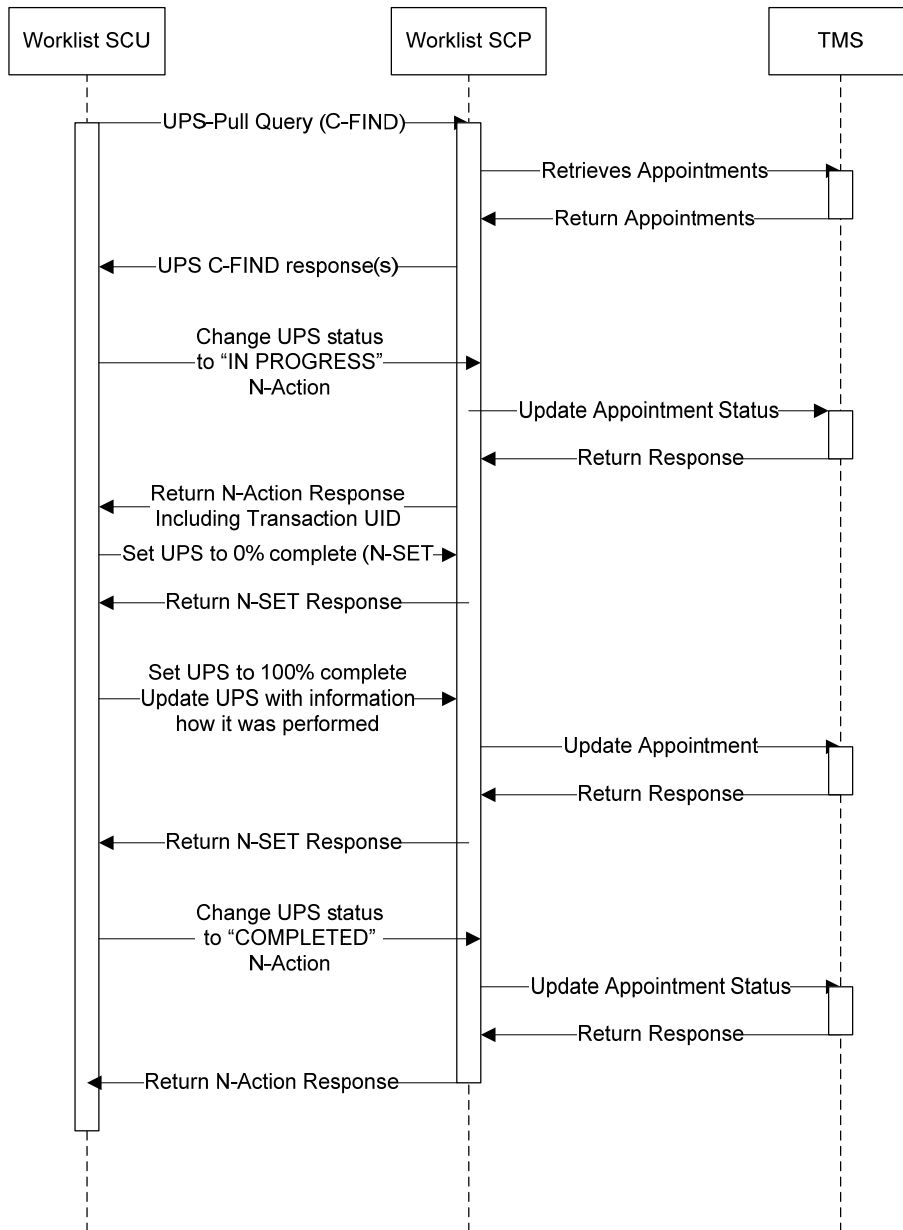 Worklist SCU
Worklist SCP
TMS
UPS-Pull Query (C-FIND)
Retrieves Appointments
Return Appointments
UPS C-FIND response(s)
Change UPS status
to “IN PROGRESS”
N-Action
Update Appointment Status
Return Response
Return N-Action Response
Including Transaction UID
Set UPS to 0% complete (N-SET
Return N-SET Response
Set UPS to 100% complete
Update UPS with information
how it was performed
Update Appointment
Return Response
Return N-SET Response
Change UPS status
to “COMPLETED”
N-Action
Update Appointment Status
Return Response
Return N-Action Response